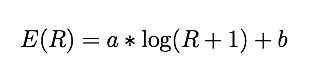 E(R) = a * log(R + 1) + b